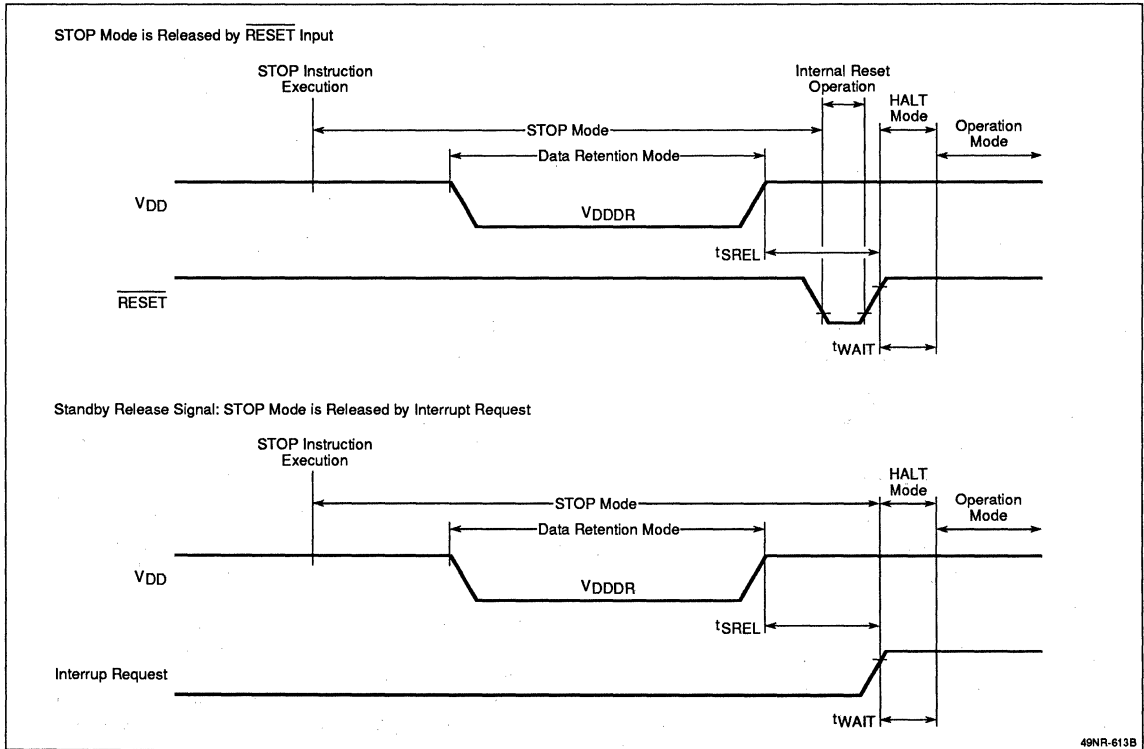 STOP Mode is Released by RESET Input
STOP Instruction
Execution
Internal Reset
Operation
HALT
Mode
Operation
Mode
STOP Mode
Data Retention Mode
VDD
VDDDR
tSREL
RESET
tWAIT
Standby Release Signal: STOP Mode is Released by Interrupt Request
STOP Instruction
Execution
HALT
Mode
Operation
Mode
STOP Mode
Data Retention Mode
VDD
VDDDR
tSREL
Interrup Request
tWAIT
49NR-613B